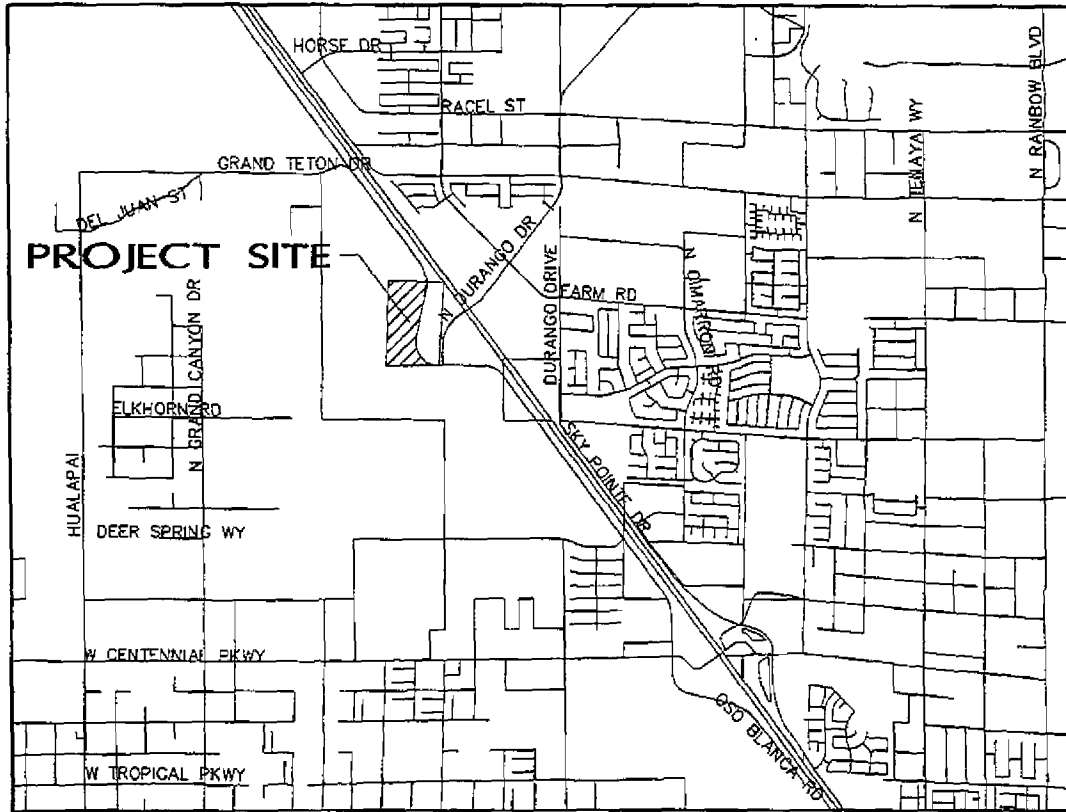 HORSE DR
RACEL ST
N RAINBOW BLVD
N TENAYA WY
GRAND TETON DR
DEL JUAN ST
PROJECT SITE
N DURANGO DR
DURANGO DRIVE
FARM RD
N CIMARRON RD
N GRAND CANYON DR
ELKHORN RD
HUALAPAI
SKY POINTE DR
DEER SPRING WY
W CENTENNIAL PKWY
OSO BLANCA RD
W TROPICAL PKWY